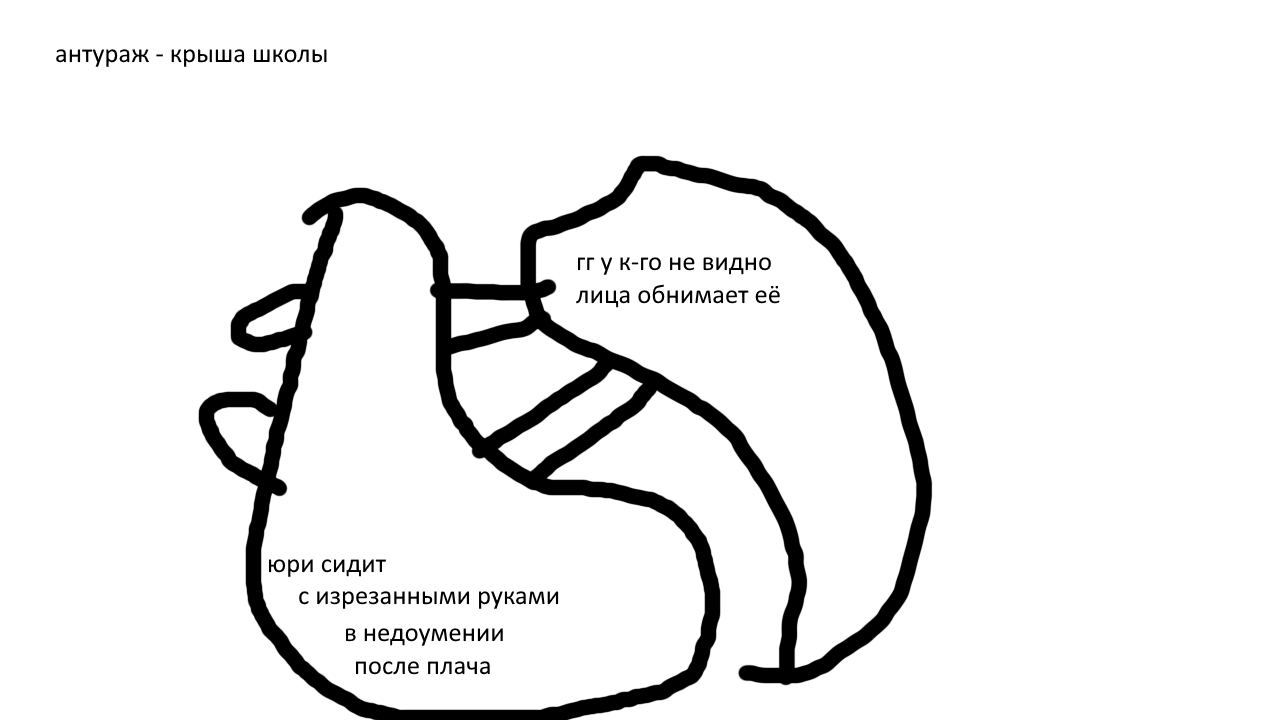 антураж - крыша школы
гг у к-го не видно
лица обнимает её
юри сидит
с изрезанными руками
в недоумении
после плача